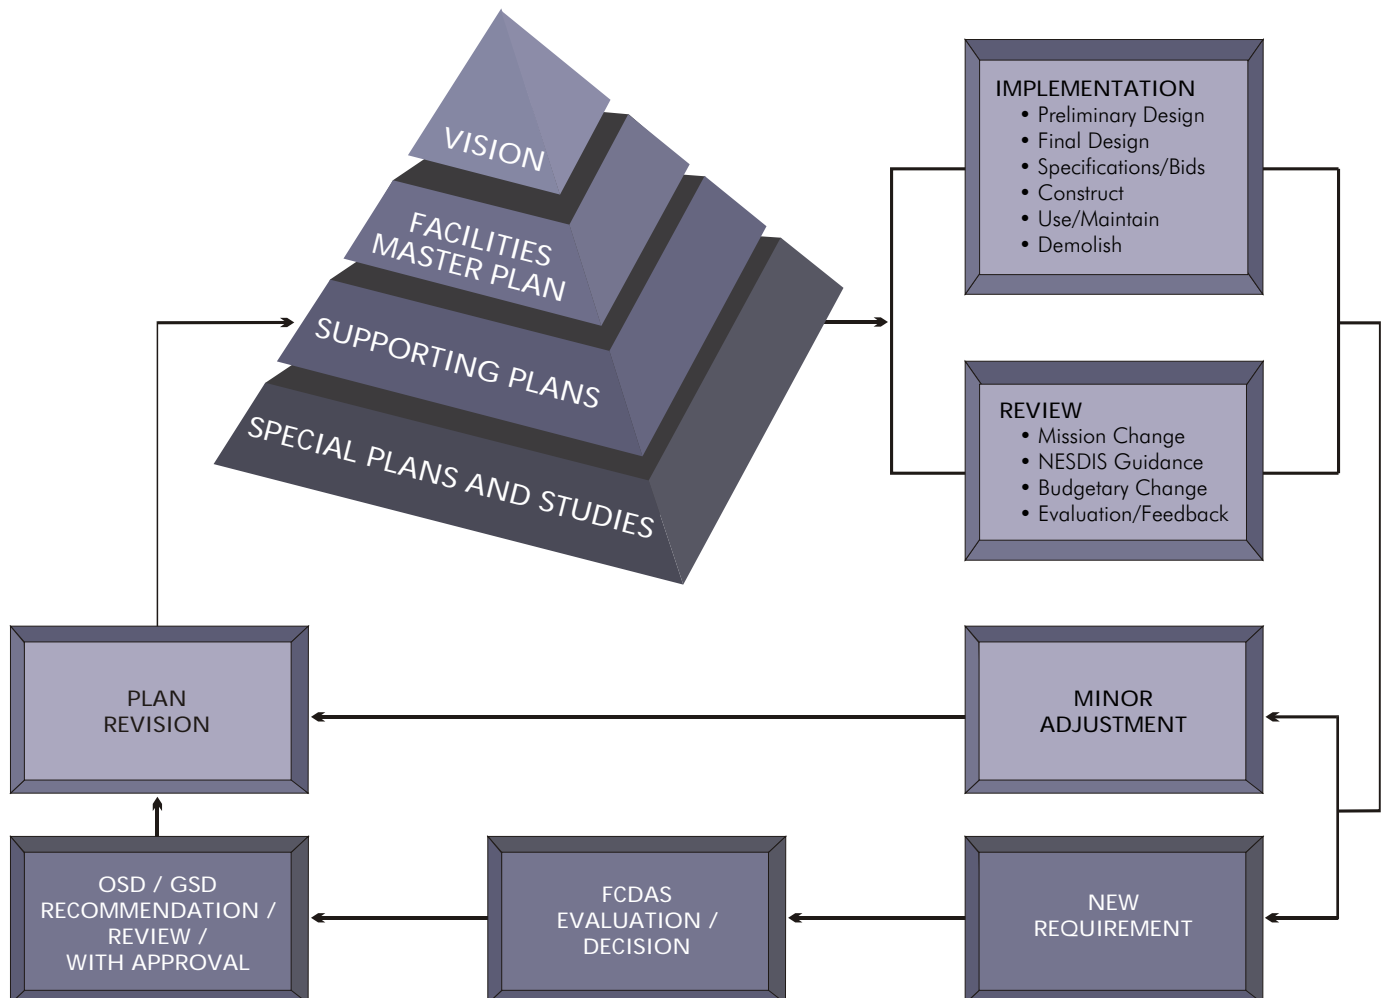 VISION
FACILITIES
MASTER PLAN
SUPPORTING PLANS
SPECIAL PLANS AND STUDIES
IMPLEMENTATION
• Preliminary Design
• Final Design
• Specifications/Bids
• Construct
• Use/Maintain
• Demolish
REVIEW
• Mission Change
• NESDIS Guidance
• Budgetary Change
• Evaluation/Feedback
PLAN
REVISION
MINOR
ADJUSTMENT
OSD / GSD
RECOMMENDATION /
REVIEW /
WITH APPROVAL
FCDAS
EVALUATION /
DECISION
NEW
REQUIREMENT